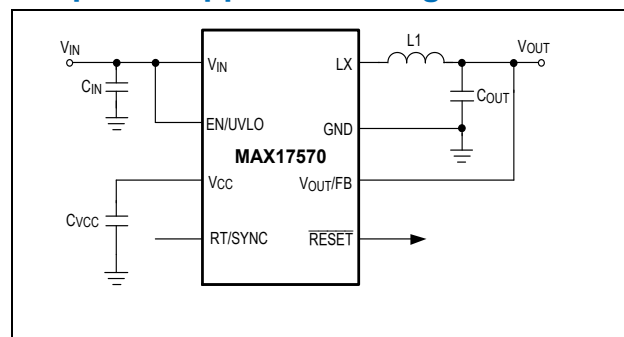 VIN
VOUT
L1
CIN
VIN
LX
COUT
EN/UVLO
GND
MAX17570
VCC
VOUT/FB
CVCC
RT/SYNC
RESET